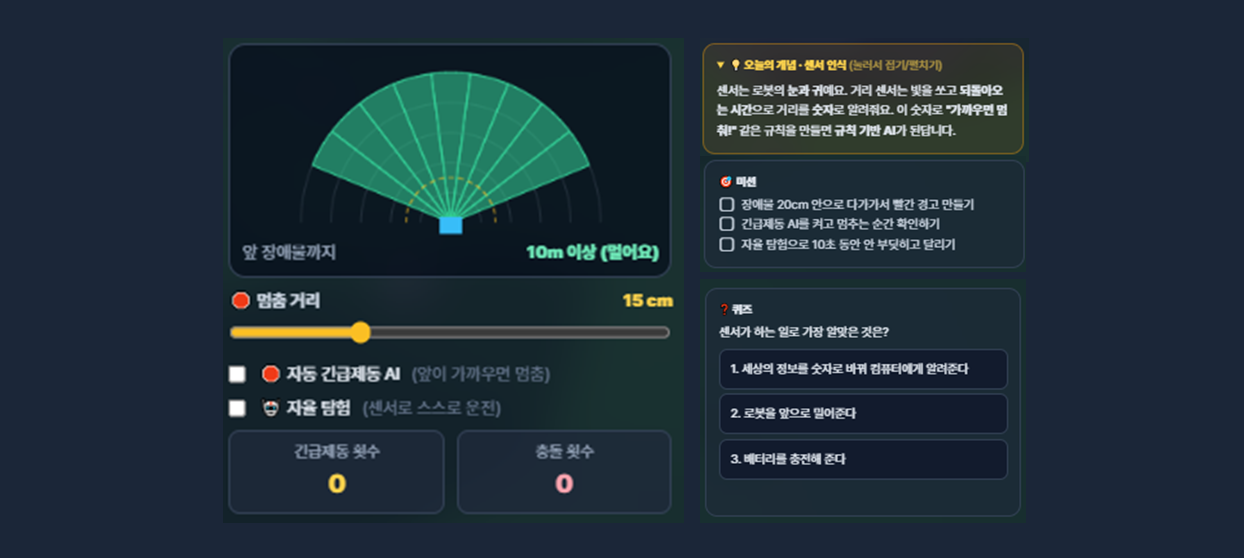 앞 장애물까지
10m 이상 (멀어요)
멈춤 거리
15 cm
자동 긴급제동 AI (앞이 가까우면 멈춤)
자율 탐험 (센서로 스스로 운전)
긴급제동 횟수
0
충돌 횟수
0
▼ 오늘의 개념 · 센서 인식 (눌러서 접기/펼치기)
센서는 로봇의 눈과 귀예요. 거리 센서는 빛을 쏘고 되돌아오
는 시간으로 거리를 숫자로 알려줘요. 이 숫자로 "가까우면 멈
춰!" 같은 규칙을 만들면 규칙 기반 AI가 된답니다.
미션
장애물 20cm 안으로 다가가서 빨간 경고 만들기
긴급제동 AI를 켜고 멈추는 순간 확인하기
자율 탐험으로 10초 동안 안 부딪히고 달리기
퀴즈
센서가 하는 일로 가장 알맞은 것은?
1. 세상의 정보를 숫자로 바꿔 컴퓨터에게 알려준다
2. 로봇을 앞으로 밀어준다
3. 배터리를 충전해 준다